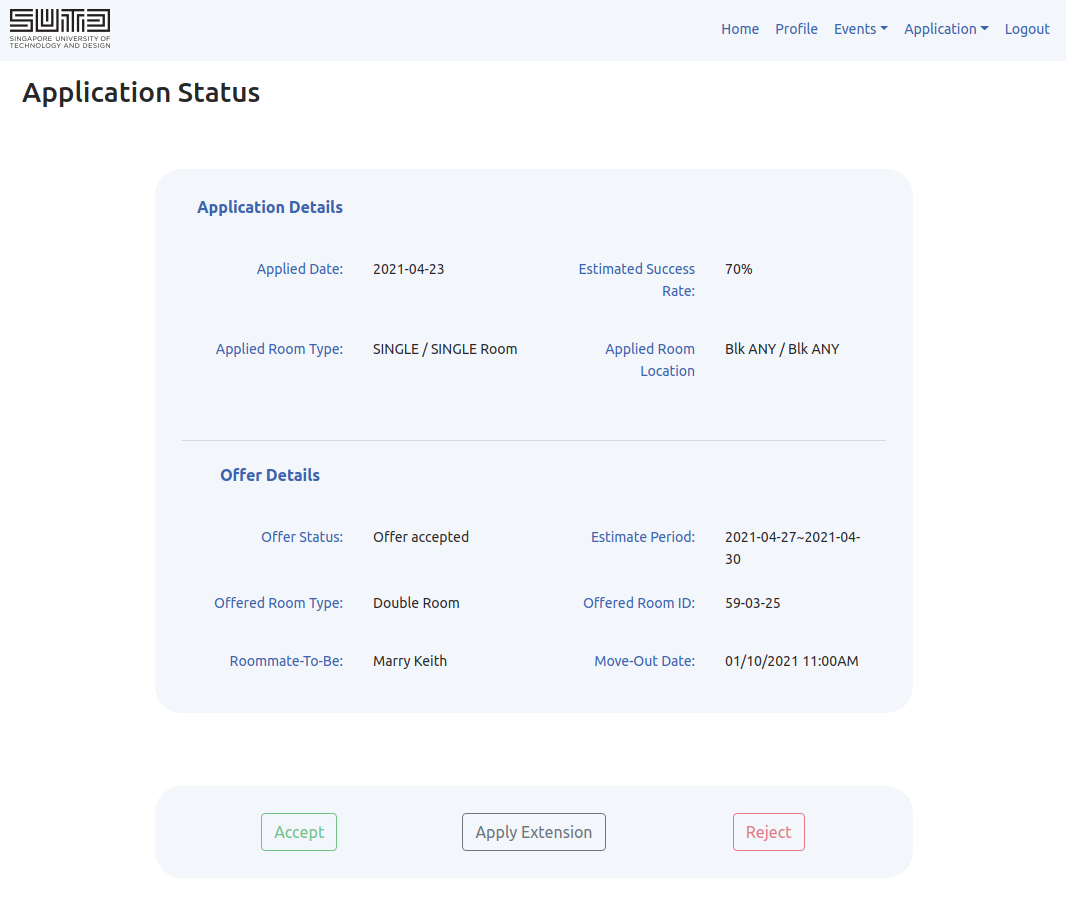 SUTD
SINGAPORE UNIVERSITY OF
TECHNOLOGY AND DESIGN
Home Profile Events Application Logout
Application Status
Application Details
Applied Date: 2021-04-23 Estimated Success 70%
Rate:
Applied Room Type: SINGLE / SINGLE Room Applied Room Blk ANY / Blk ANY
Location
Offer Details
Offer Status: Offer accepted Estimate Period: 2021-04-27~2021-04-
30
Offered Room Type: Double Room Offered Room ID: 59-03-25
Roommate-To-Be: Marry Keith Move-Out Date: 01/10/2021 11:00AM
Accept Apply Extension Reject